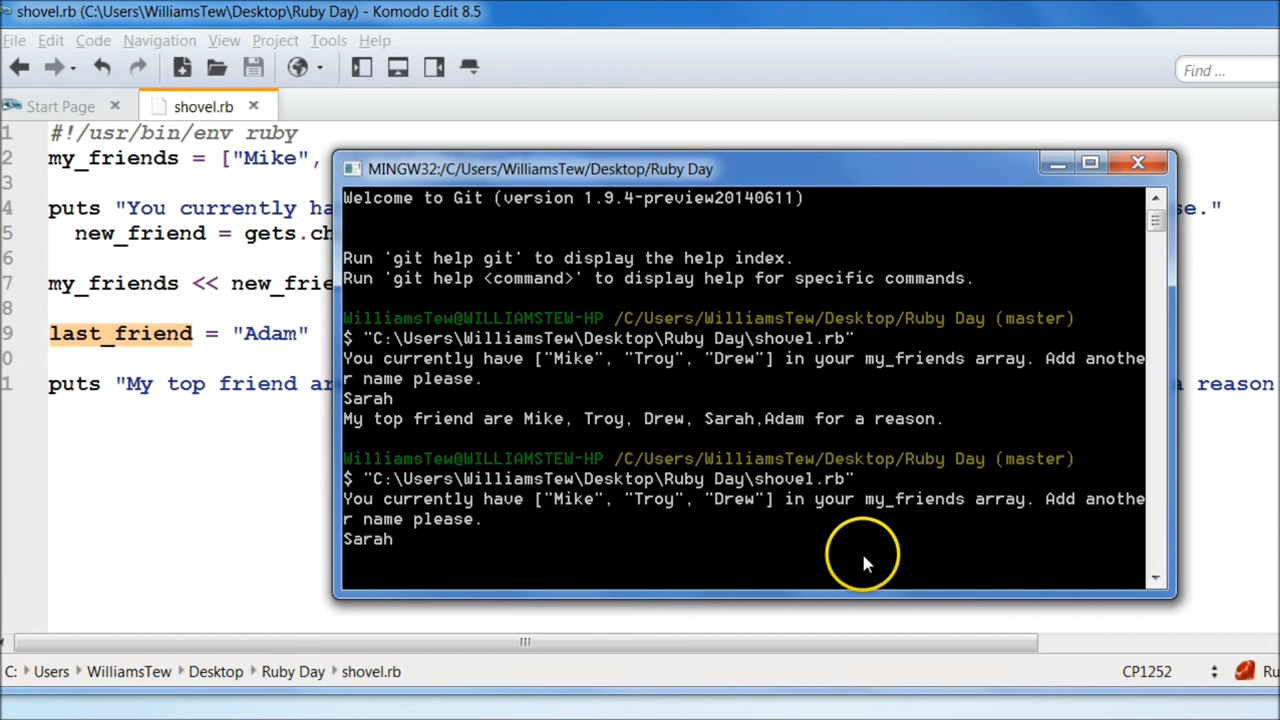 shovel.rb (C:\Users\WilliamsTew\Desktop\Ruby Day) - Komodo Edit 8.5
File Edit Code Navigation View Project Tools Help
Find ...
Start Page shovel.rb
1 #!/usr/bin/env ruby
2 my_friends = ["Mike",
3
4 puts "You currently ha se."
5 new_friend = gets.ch
6
7 my_friends << new_frie
8
9 last_friend = "Adam"
0
1 puts "My top friend ar a reason
MINGW32:/C/Users/WilliamsTew/Desktop/Ruby Day
Welcome to Git (version 1.9.4-preview20140611)
Run 'git help git' to display the help index.
Run 'git help <command>' to display help for specific commands.
WilliamsTew@WILLIAMSTEW-HP /C/Users/WilliamsTew/Desktop/Ruby Day (master)
$ "C:\Users\WilliamsTew\Desktop\Ruby Day\shovel.rb"
You currently have ["Mike", "Troy", "Drew"] in your my_friends array. Add anothe
r name please.
Sarah
My top friend are Mike, Troy, Drew, Sarah,Adam for a reason.
WilliamsTew@WILLIAMSTEW-HP /C/Users/WilliamsTew/Desktop/Ruby Day (master)
$ "C:\Users\WilliamsTew\Desktop\Ruby Day\shovel.rb"
You currently have ["Mike", "Troy", "Drew"] in your my_friends array. Add anothe
r name please.
Sarah
C: Users WilliamsTew Desktop Ruby Day shovel.rb CP1252 Ru